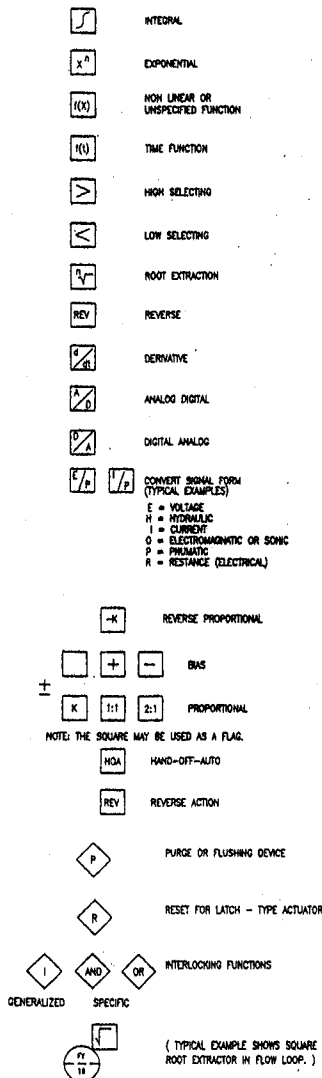 ∫ INTEGRAL
Xⁿ EXPONENTIAL
f(X) NON LINEAR OR
UNSPECIFIED FUNCTION
f(t) TIME FUNCTION
> HIGH SELECTING
< LOW SELECTING
ⁿ√ ROOT EXTRACTION
REV REVERSE
d/dt DERIVATIVE
A/D ANALOG DIGITAL
D/A DIGITAL ANALOG
E/P I/P CONVERT SIGNAL FORM
(TYPICAL EXAMPLES)
E = VOLTAGE
H = HYDRAULIC
I = CURRENT
O = ELECTROMAGNATIC OR SONIC
P = PNUMATIC
R = RESTANCE (ELECTRICAL)
-K REVERSE PROPORTIONAL
+ − BIAS
±
K 1:1 2:1 PROPORTIONAL
NOTE: THE SQUARE MAY BE USED AS A FLAG.
HOA HAND-OFF-AUTO
REV REVERSE ACTION
P PURGE OR FLUSHING DEVICE
R RESET FOR LATCH - TYPE ACTUATOR
I AND OR INTERLOCKING FUNCTIONS
GENERALIZED SPECIFIC
√ ( TYPICAL EXAMPLE SHOWS SQUARE
FY ROOT EXTRACTOR IN FLOW LOOP. )